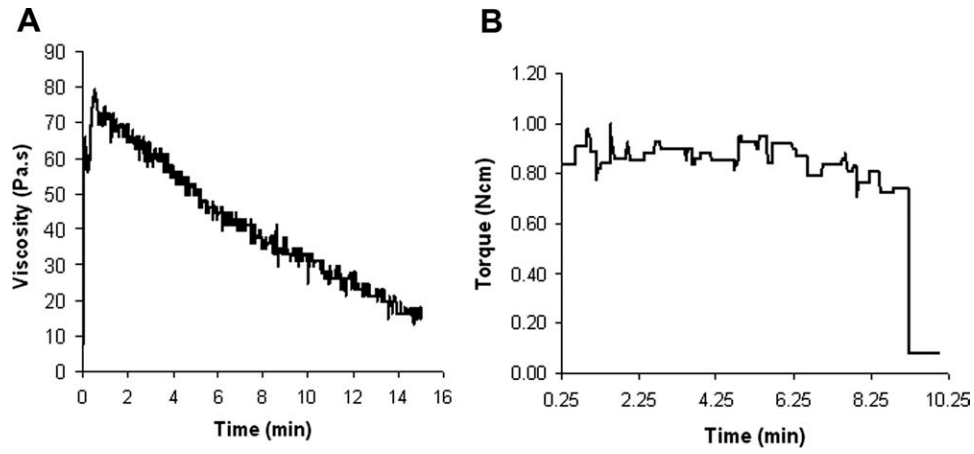 A
90
80
70
60
50
40
30
20
10
0
Viscosity (Pa.s)
0 2 4 6 8 10 12 14 16
Time (min)
B
1.20
1.00
0.80
0.60
0.40
0.20
0.00
Torque (Ncm)
0.25 2.25 4.25 6.25 8.25 10.25
Time (min)